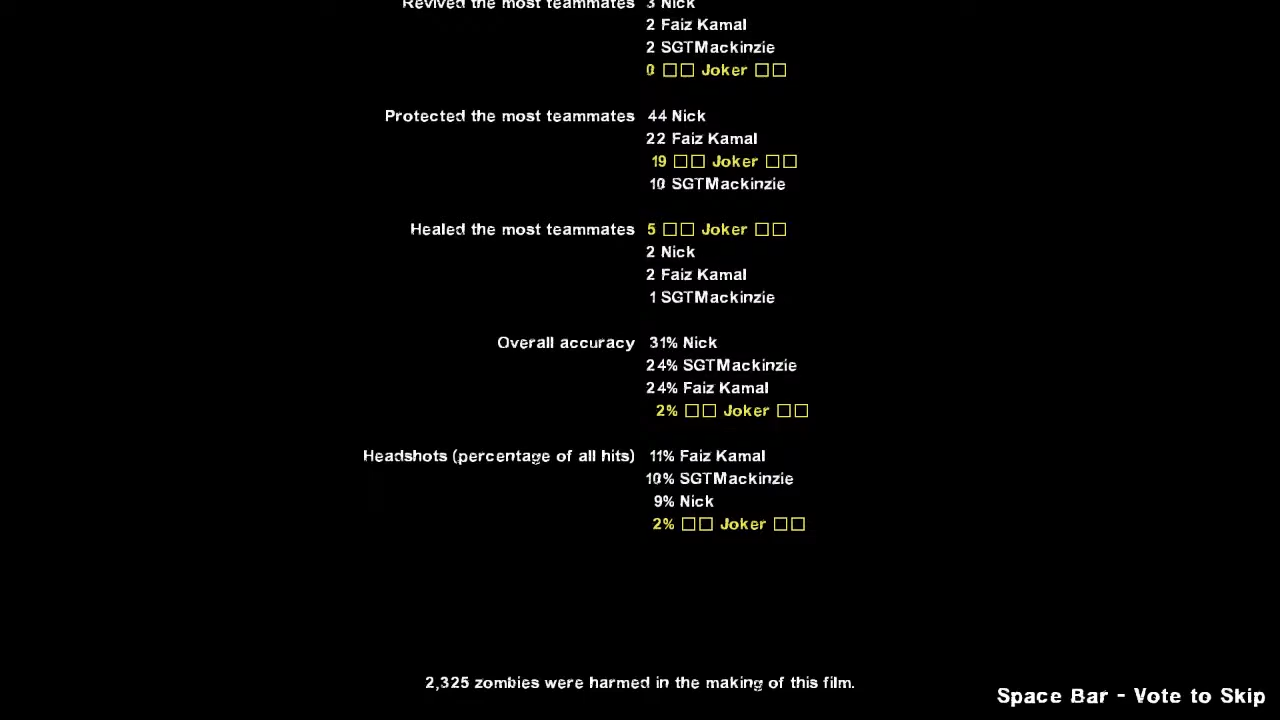 Revived the most teammates 3 Nick
2 Faiz Kamal
2 SGTMackinzie
0 □□ Joker □□
Protected the most teammates 44 Nick
22 Faiz Kamal
19 □□ Joker □□
10 SGTMackinzie
Healed the most teammates 5 □□ Joker □□
2 Nick
2 Faiz Kamal
1 SGTMackinzie
Overall accuracy 31% Nick
24% SGTMackinzie
24% Faiz Kamal
2% □□ Joker □□
Headshots (percentage of all hits) 11% Faiz Kamal
10% SGTMackinzie
9% Nick
2% □□ Joker □□
2,325 zombies were harmed in the making of this film.
Space Bar - Vote to Skip